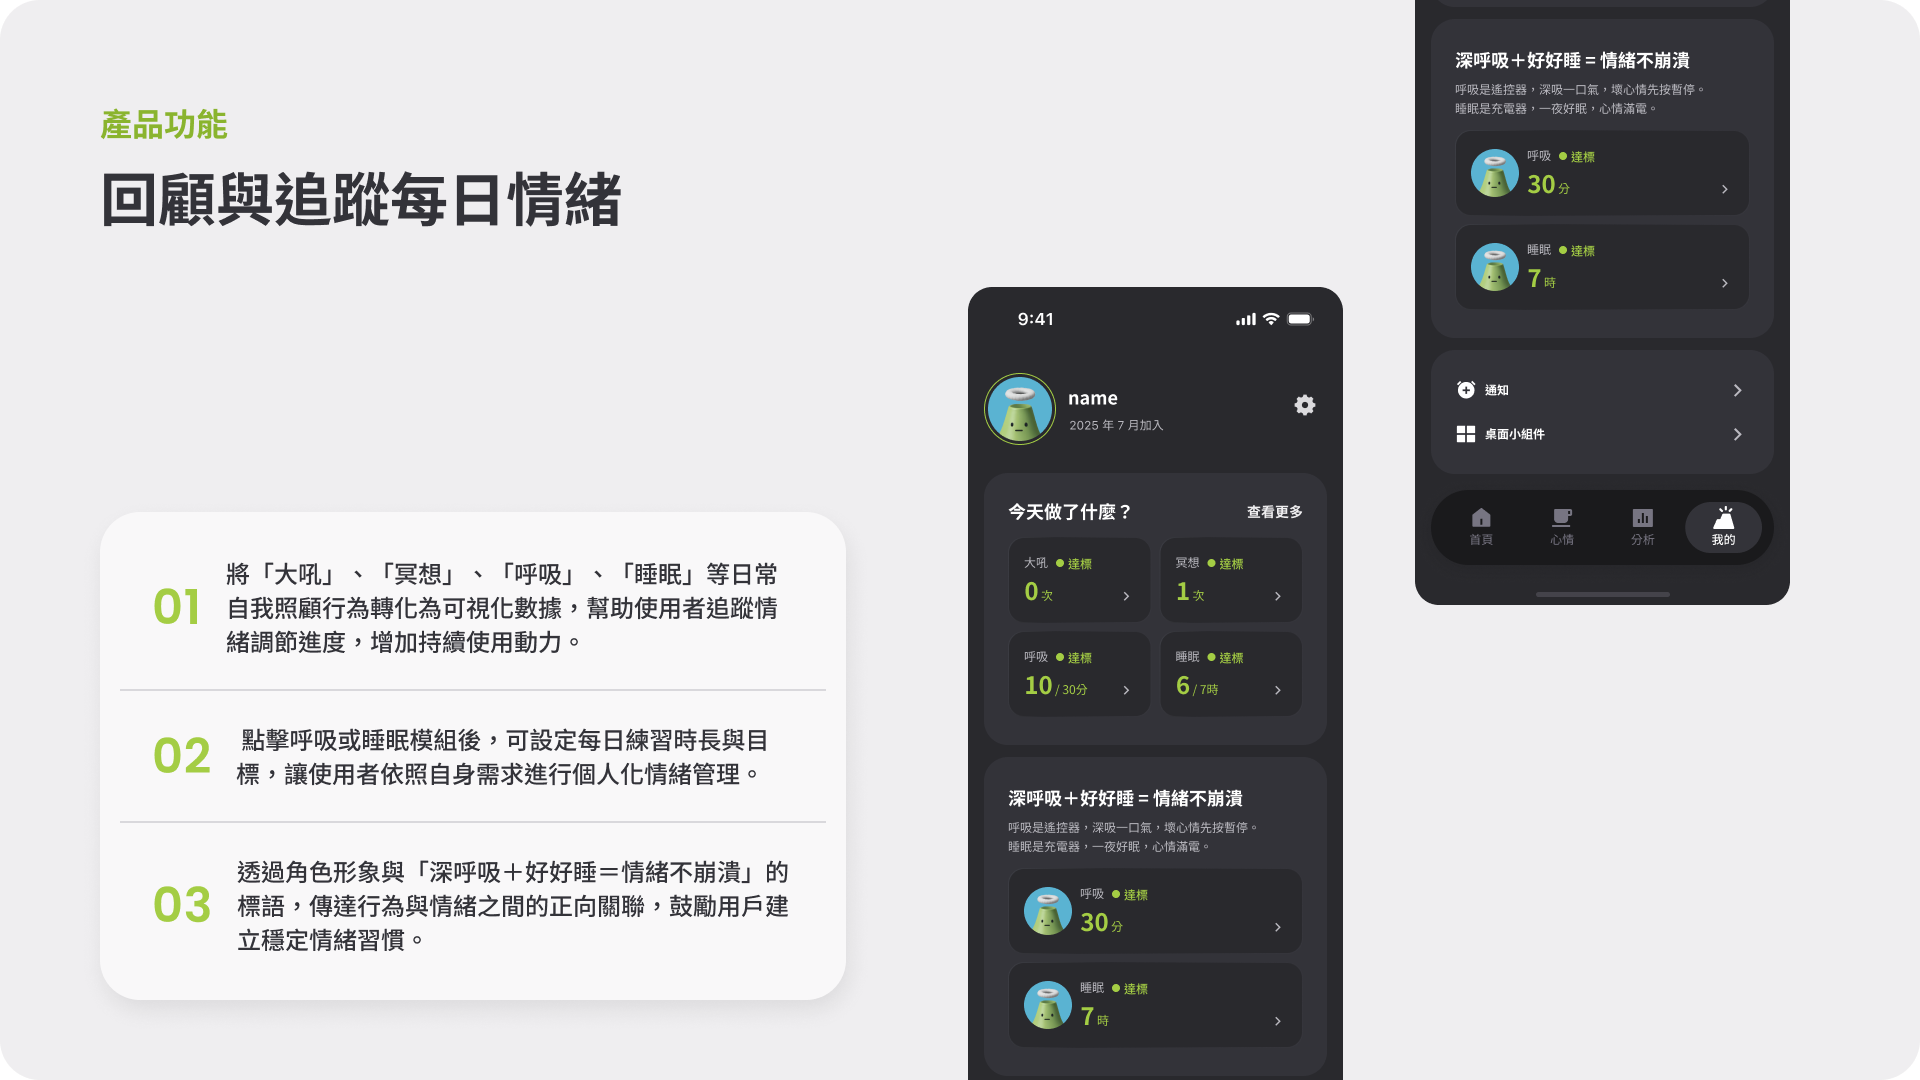 產品功能
回顧與追蹤每日情緒
01
將「大吼」、「冥想」、「呼吸」、「睡眠」等日常
自我照顧行為轉化為可視化數據，幫助使用者追蹤情
緒調節進度，增加持續使用動力。
02
點擊呼吸或睡眠模組後，可設定每日練習時長與目
標，讓使用者依照自身需求進行個人化情緒管理。
03
透過角色形象與「深呼吸＋好好睡＝情緒不崩潰」的
標語，傳達行為與情緒之間的正向關聯，鼓勵用戶建
立穩定情緒習慣。
9:41
name
2025 年 7 月加入
今天做了什麼？
查看更多
大吼 達標
0 次
冥想 達標
1 次
呼吸 達標
10 / 30分
睡眠 達標
6 / 7時
深呼吸＋好好睡 = 情緒不崩潰
呼吸是遙控器，深吸一口氣，壞心情先按暫停。
睡眠是充電器，一夜好眠，心情滿電。
呼吸 達標
30 分
睡眠 達標
7 時
深呼吸＋好好睡 = 情緒不崩潰
呼吸是遙控器，深吸一口氣，壞心情先按暫停。
睡眠是充電器，一夜好眠，心情滿電。
呼吸 達標
30 分
睡眠 達標
7 時
通知
桌面小組件
首頁
心情
分析
我的